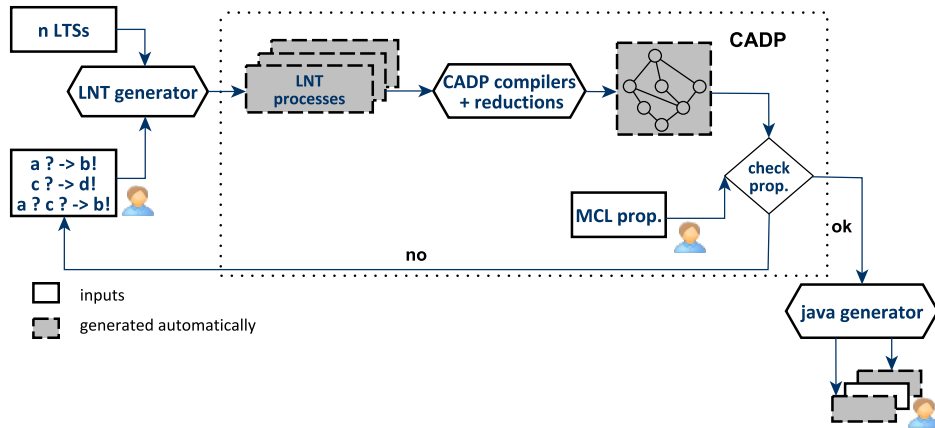 n LTSs
CADP
LNT generator
LNT
processes
CADP compilers
+ reductions
a ? -> b!
c ? -> d!
a ? c ? -> b!
check
prop.
MCL prop.
no
ok
inputs
generated automatically
java generator